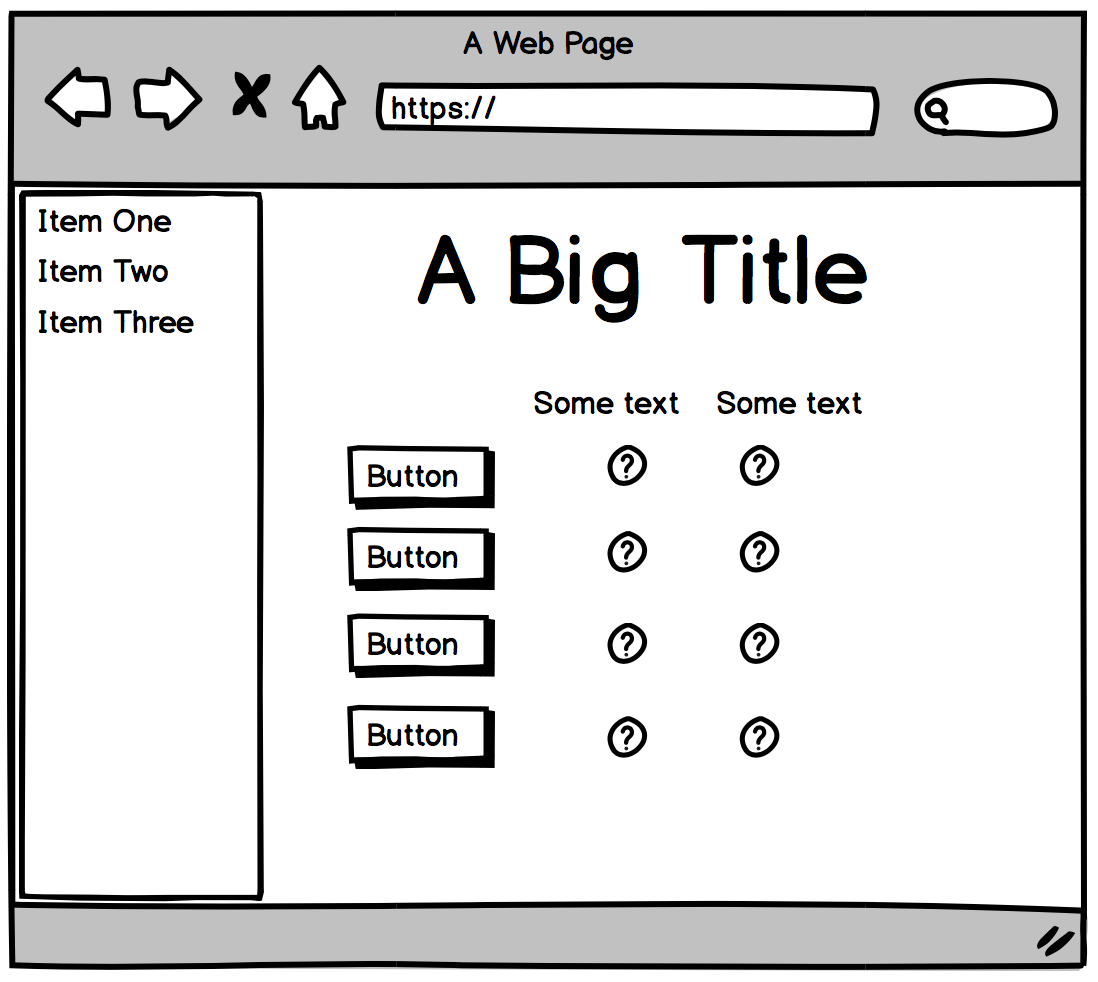 A Web Page
https://
Item One
Item Two
Item Three
A Big Title
Some text Some text
Button ? ?
Button ? ?
Button ? ?
Button ? ?